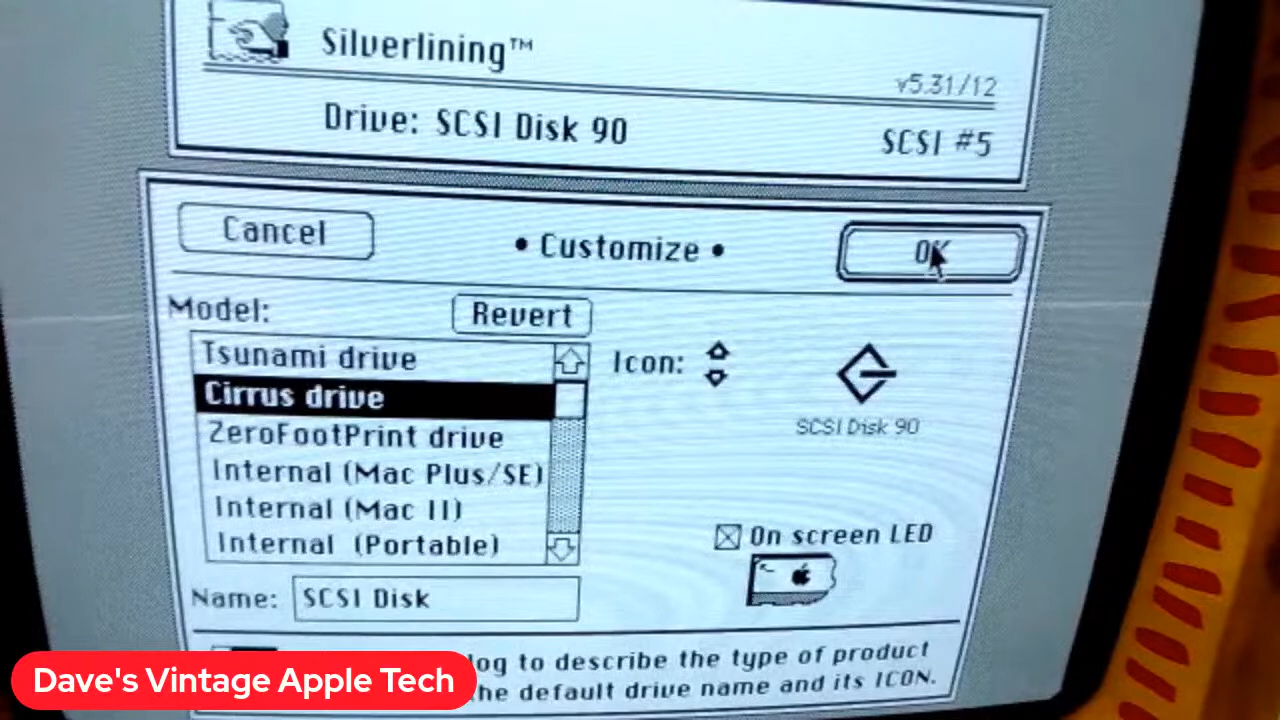 Silverlining™
v5.31/12
Drive: SCSI Disk 90
SCSI #5
Cancel
• Customize •
OK
Model:
Revert
Tsunami drive
Cirrus drive
ZeroFootPrint drive
Internal (Mac Plus/SE)
Internal (Mac II)
Internal (Portable)
Icon:
SCSI Disk 90
On screen LED
Name: SCSI Disk
to describe the type of product
default drive name and its ICON.
Dave's Vintage Apple Tech